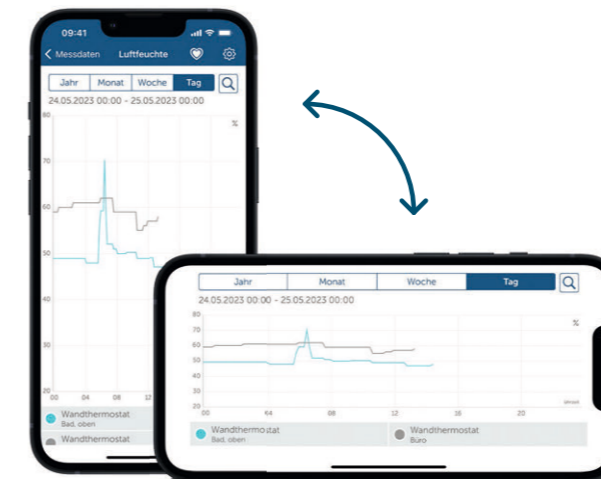 09:41
Messdaten Luftfeuchte
Jahr Monat Woche Tag
24.05.2023 00:00 - 25.05.2023 00:00
80
%
70
60
50
40
30
20
00 04 08 12
Wandthermostat
Bad, oben
Wandthermostat
Jahr Monat Woche Tag
24.05.2023 00:00 - 25.05.2023 00:00
80
%
70
60
50
40
30
20
00 04 08 12 16 20
Wandthermostat
Bad, oben
Wandthermostat
Büro